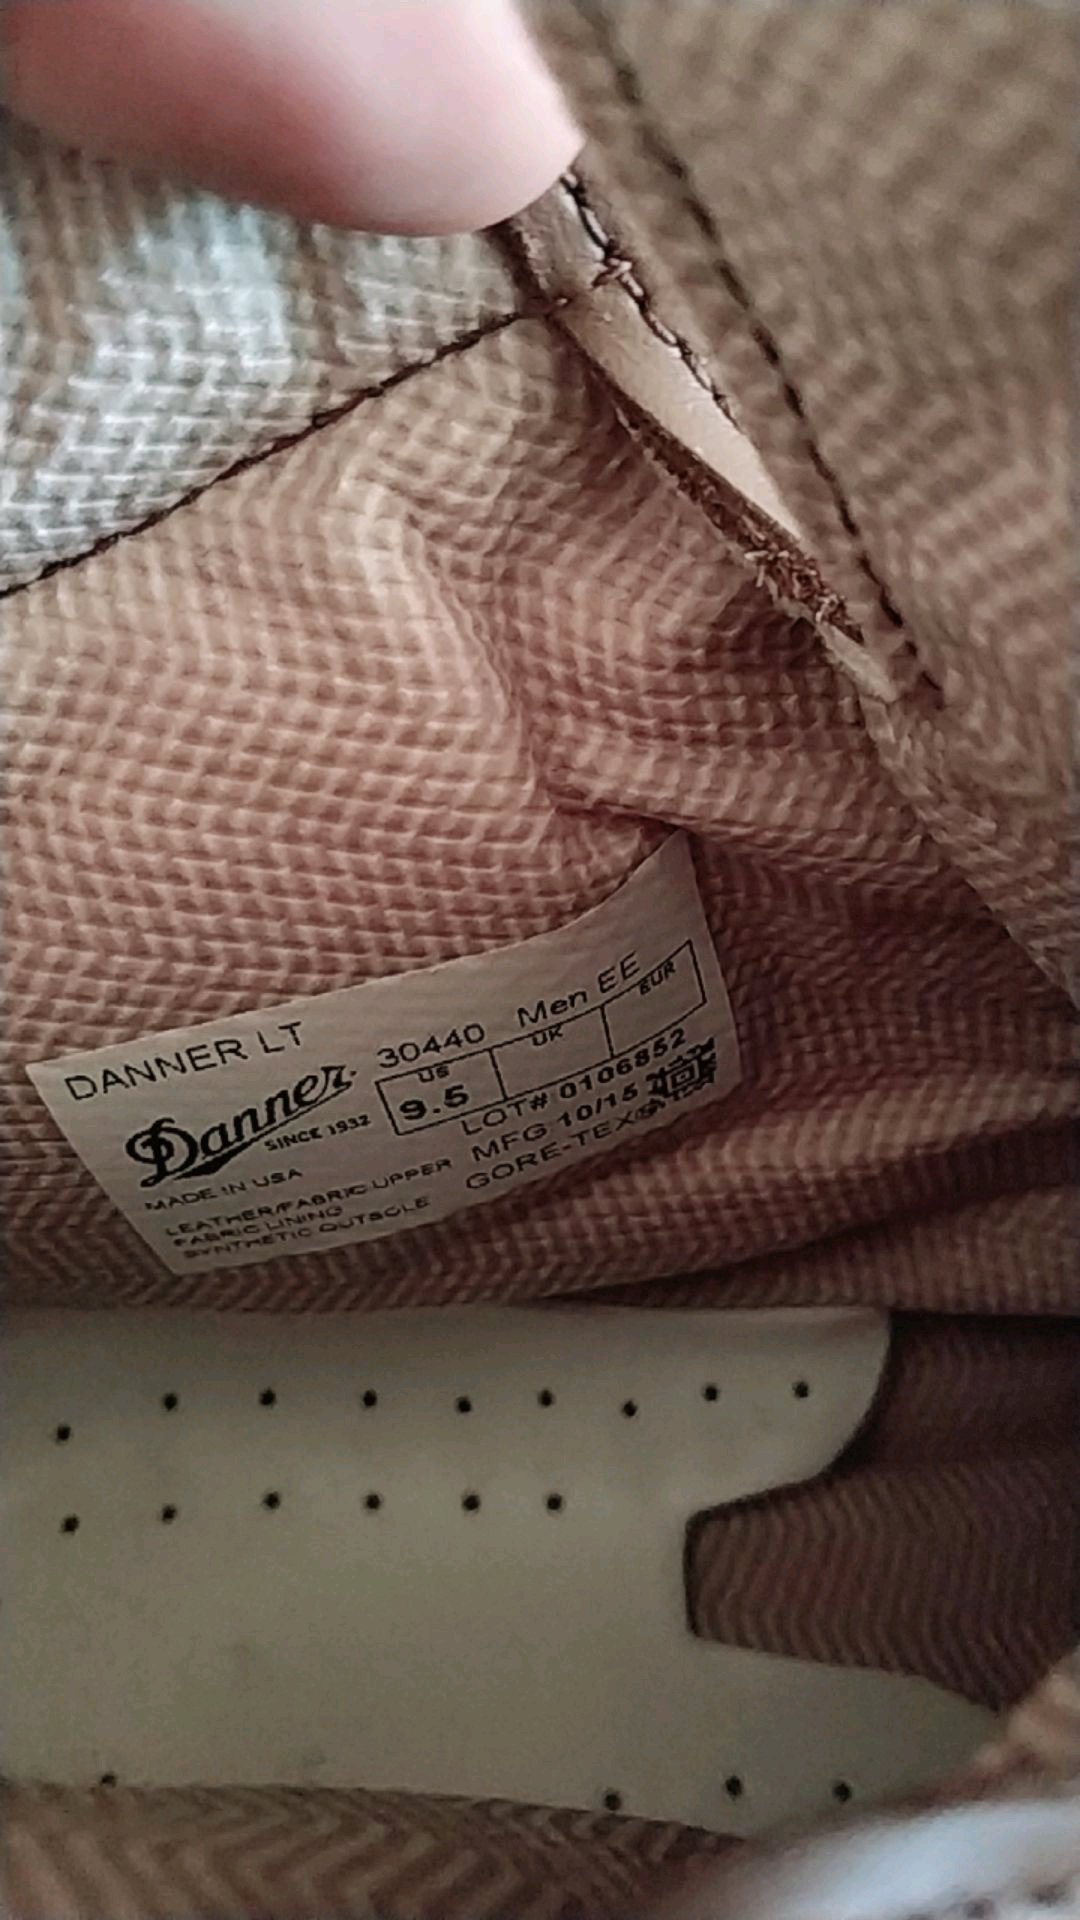 DANNER LT 30440 Men EE
Danner
SINCE 1932
US UK EUR
9.5
LOT# 0106852
MADE IN USA
MFG 10/15
LEATHER/FABRIC UPPER
GORE-TEX®
FABRIC LINING
SYNTHETIC OUTSOLE